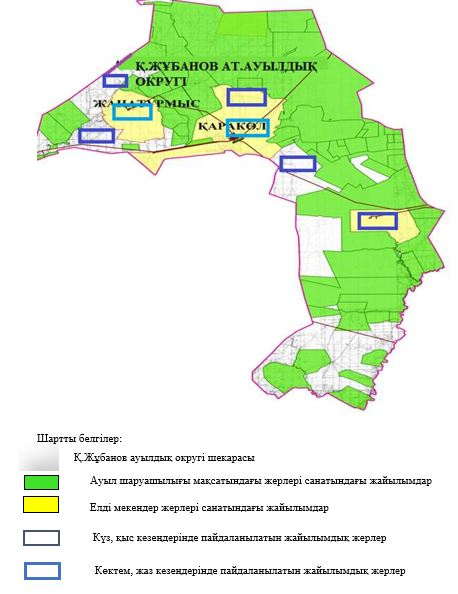 Қ.ЖҰБАНОВ АТ.АУЫЛДЫҚ
ОКРУГІ
ЖАҢАТҰРМЫС
ҚАРАКӨЛ
Шартты белгілер:
Қ.Жұбанов ауылдық округі шекарасы
Ауыл шаруашылығы мақсатындағы жерлері санатындағы жайылымдар
Елді мекендер жерлері санатындағы жайылымдар
Күз, қыс кезеңдерінде пайдаланылатын жайылымдық жерлер
Көктем, жаз кезеңдерінде пайдаланылатын жайылымдық жерлер